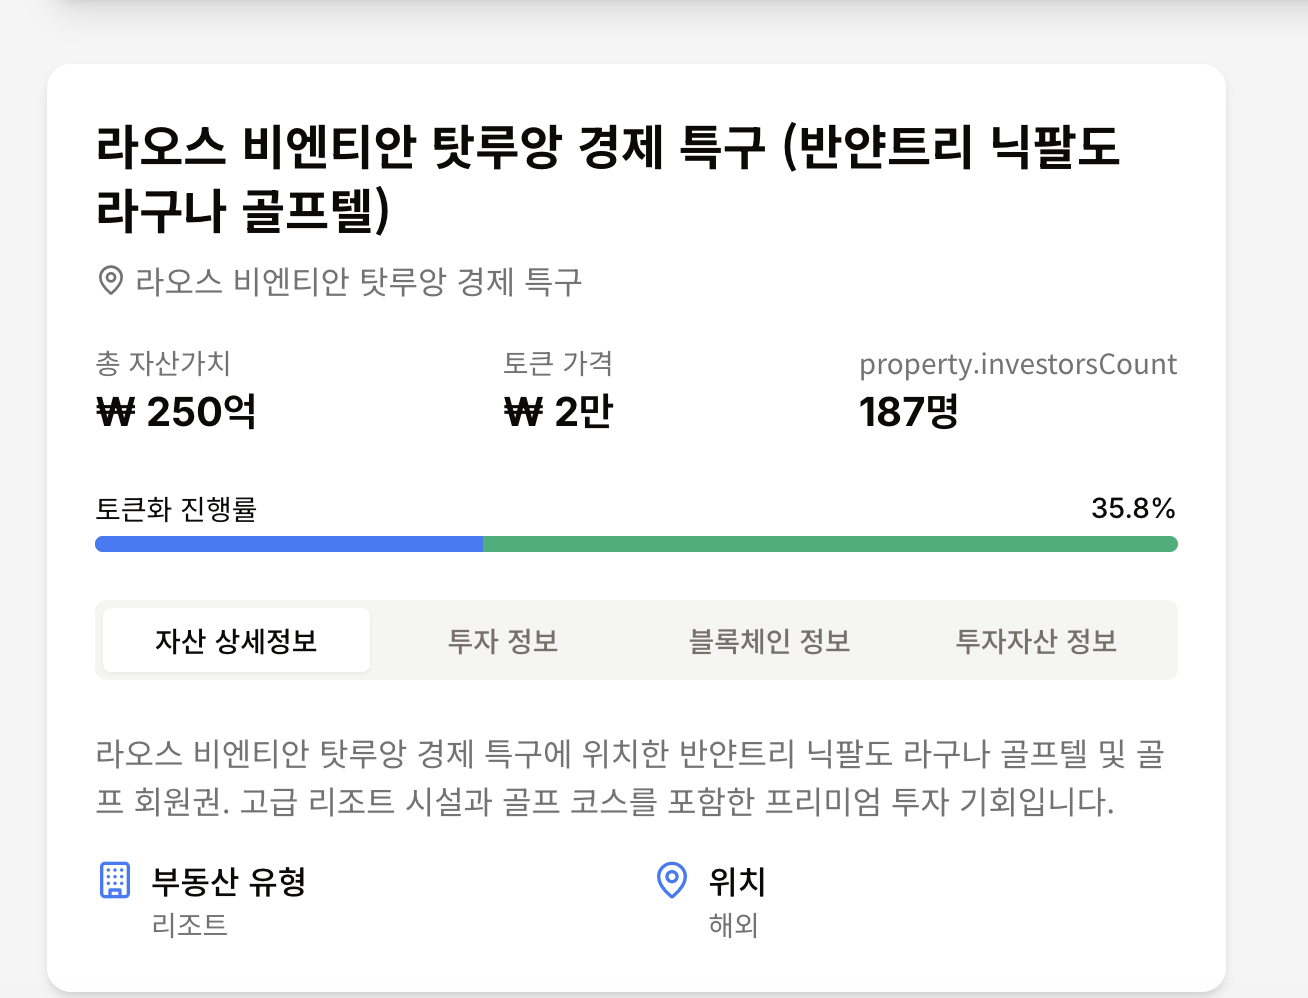 라오스 비엔티안 탓루앙 경제 특구 (반얀트리 닉팔도
라구나 골프텔)
라오스 비엔티안 탓루앙 경제 특구
총 자산가치
₩ 250억
토큰 가격
₩ 2만
property.investorsCount
187명
토큰화 진행률
35.8%
자산 상세정보
투자 정보
블록체인 정보
투자자산 정보
라오스 비엔티안 탓루앙 경제 특구에 위치한 반얀트리 닉팔도 라구나 골프텔 및 골
프 회원권. 고급 리조트 시설과 골프 코스를 포함한 프리미엄 투자 기회입니다.
부동산 유형
리조트
위치
해외